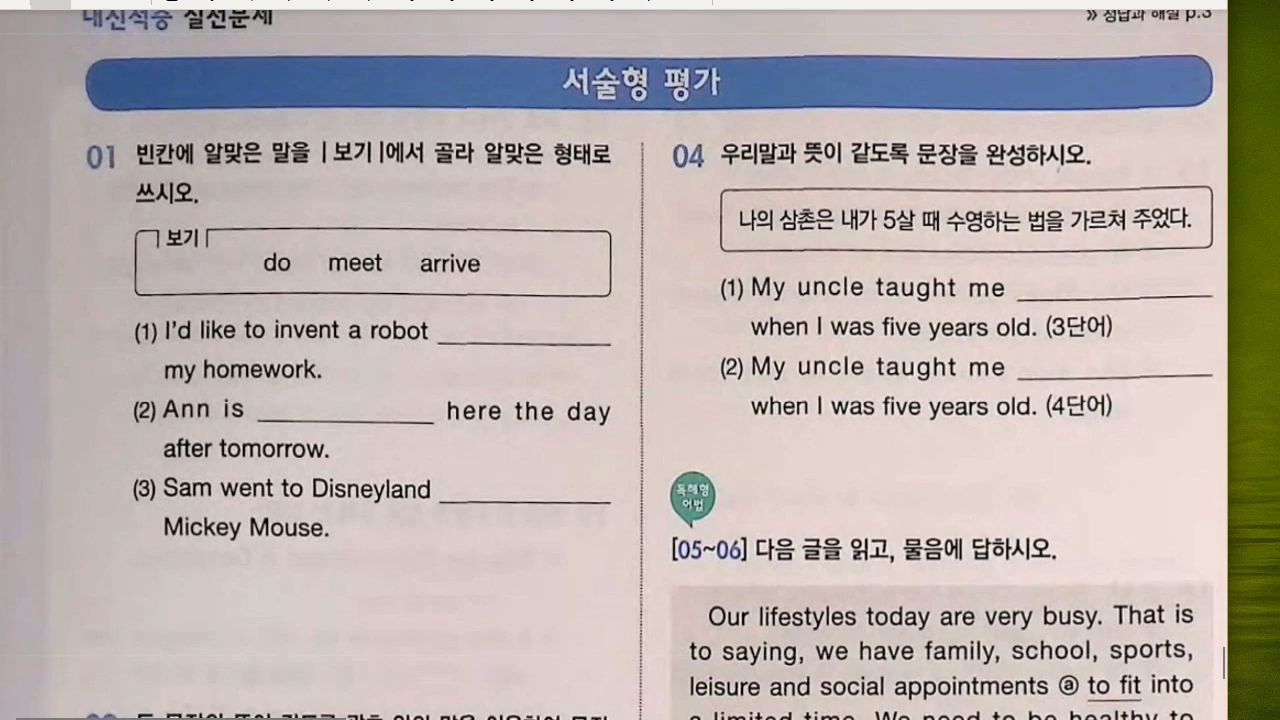 내신적중 실전문제
» 정답과 해설 p.3
서술형 평가
01 빈칸에 알맞은 말을 |보기|에서 골라 알맞은 형태로
쓰시오.
보기
do meet arrive
(1) I'd like to invent a robot
my homework.
(2) Ann is here the day
after tomorrow.
(3) Sam went to Disneyland
Mickey Mouse.
04 우리말과 뜻이 같도록 문장을 완성하시오.
나의 삼촌은 내가 5살 때 수영하는 법을 가르쳐 주었다.
(1) My uncle taught me
when I was five years old. (3단어)
(2) My uncle taught me
when I was five years old. (4단어)
독해형
어법
[05~06] 다음 글을 읽고, 물음에 답하시오.
Our lifestyles today are very busy. That is
to saying, we have family, school, sports,
leisure and social appointments ⓐ to fit into
a limited time. We need to be healthy to